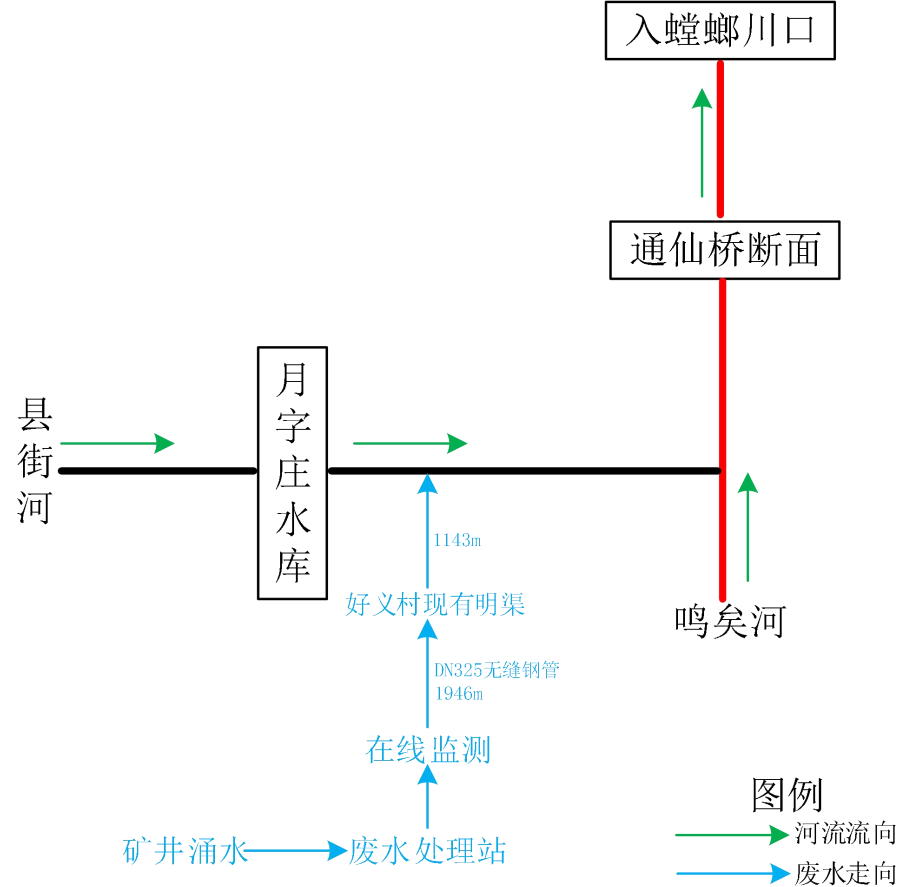 入螳螂川口
通仙桥断面
月字庄水库
县街河
1143m
好义村现有明渠
鸣矣河
DN325无缝钢管
1946m
在线监测
图例
河流流向
矿井涌水
废水处理站
废水走向